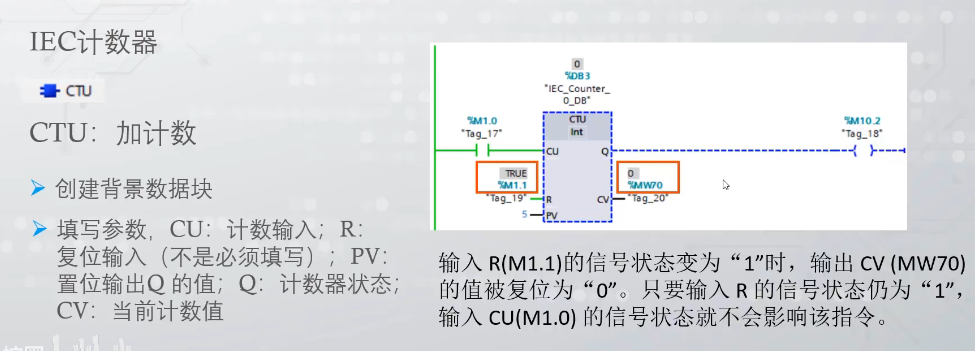 IEC计数器
CTU
CTU：加计数
创建背景数据块
填写参数，CU：计数输入；R：
复位输入（不是必须填写）；PV：
置位输出Q 的值；Q：计数器状态；
CV：当前计数值
0
%DB3
"IEC_Counter_
0_DB"
CTU
Int
%M1.0
"Tag_17"
CU
Q
%M10.2
"Tag_18"
TRUE
%M1.1
"Tag_19"
R
5
PV
0
%MW70
CV
"Tag_20"
输入 R(M1.1)的信号状态变为“1”时，输出 CV (MW70)
的值被复位为“0”。只要输入 R 的信号状态仍为“1”，
输入 CU(M1.0) 的信号状态就不会影响该指令。